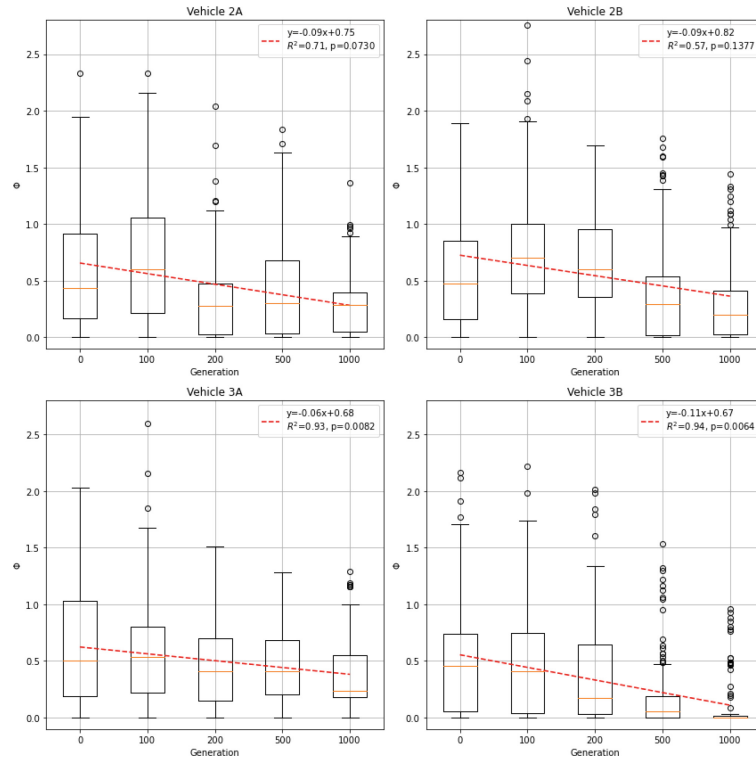 Vehicle 2A
y=-0.09x+0.75
R²=0.71, p=0.0730
2.5
2.0
1.5
1.0
0.5
0.0
Θ
0 100 200 500 1000
Generation
Vehicle 2B
y=-0.09x+0.82
R²=0.57, p=0.1377
2.5
2.0
1.5
1.0
0.5
0.0
Θ
0 100 200 500 1000
Generation
Vehicle 3A
y=-0.06x+0.68
R²=0.93, p=0.0082
2.5
2.0
1.5
1.0
0.5
0.0
Θ
0 100 200 500 1000
Generation
Vehicle 3B
y=-0.11x+0.67
R²=0.94, p=0.0064
2.5
2.0
1.5
1.0
0.5
0.0
Θ
0 100 200 500 1000
Generation